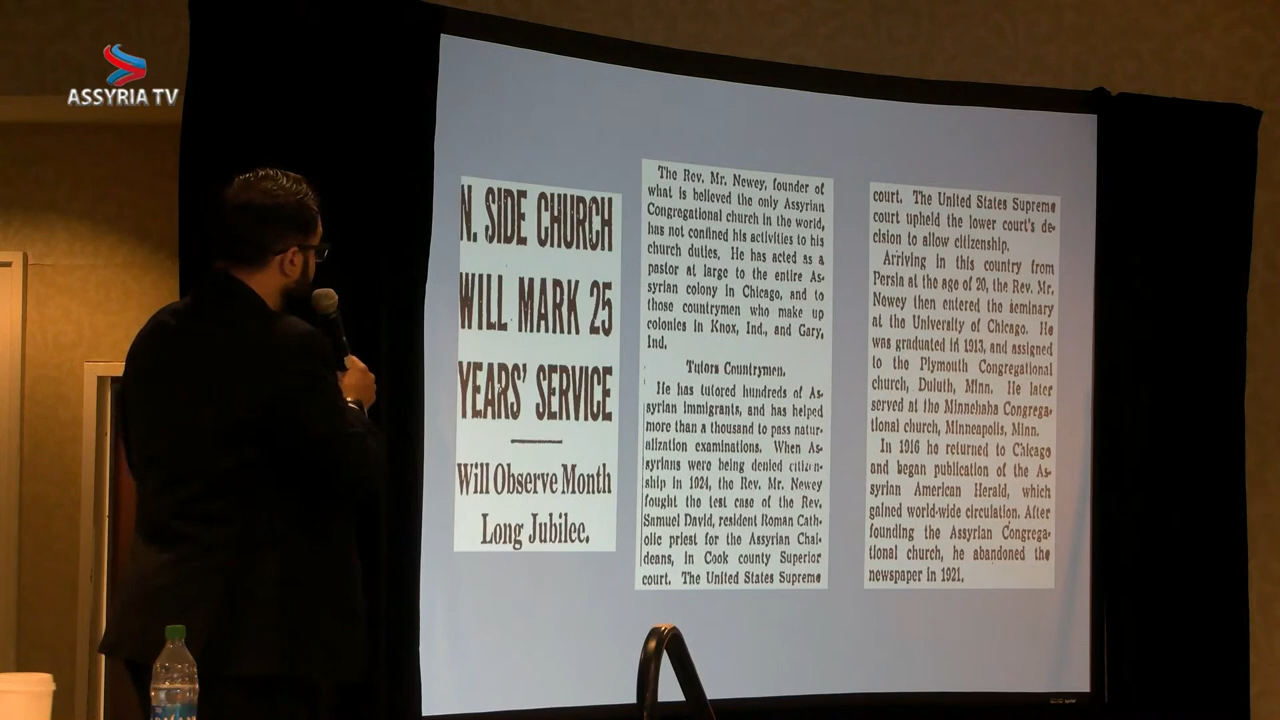 ASSYRIA TV
N. SIDE CHURCH
WILL MARK 25
YEARS' SERVICE
Will Observe Month
Long Jubilee.
The Rev. Mr. Newey, founder of
what is believed the only Assyrian
Congregational church in the world,
has not confined his activities to his
church duties. He has acted as a
pastor at large to the entire As-
syrian colony in Chicago, and to
those countrymen who make up
colonies in Knox, Ind., and Gary,
Ind.
Tutors Countrymen.
He has tutored hundreds of As-
syrian immigrants, and has helped
more than a thousand to pass natur-
alization examinations. When As-
syrians were being denied citizen-
ship in 1924, the Rev. Mr. Newey
fought the test case of the Rev.
Samuel David, resident Roman Cath-
olic priest for the Assyrian Chal-
deans, in Cook county Superior
court. The United States Supreme
court. The United States Supreme
court upheld the lower court's de-
cision to allow citizenship.
Arriving in this country from
Persia at the age of 20, the Rev. Mr.
Newey then entered the seminary
at the University of Chicago. He
was graduated in 1913, and assigned
to the Plymouth Congregational
church, Duluth, Minn. He later
served at the Minnehaha Congrega-
tional church, Minneapolis, Minn.
In 1916 he returned to Chicago
and began publication of the As-
syrian American Herald, which
gained world-wide circulation. After
founding the Assyrian Congrega-
tional church, he abandoned the
newspaper in 1921.